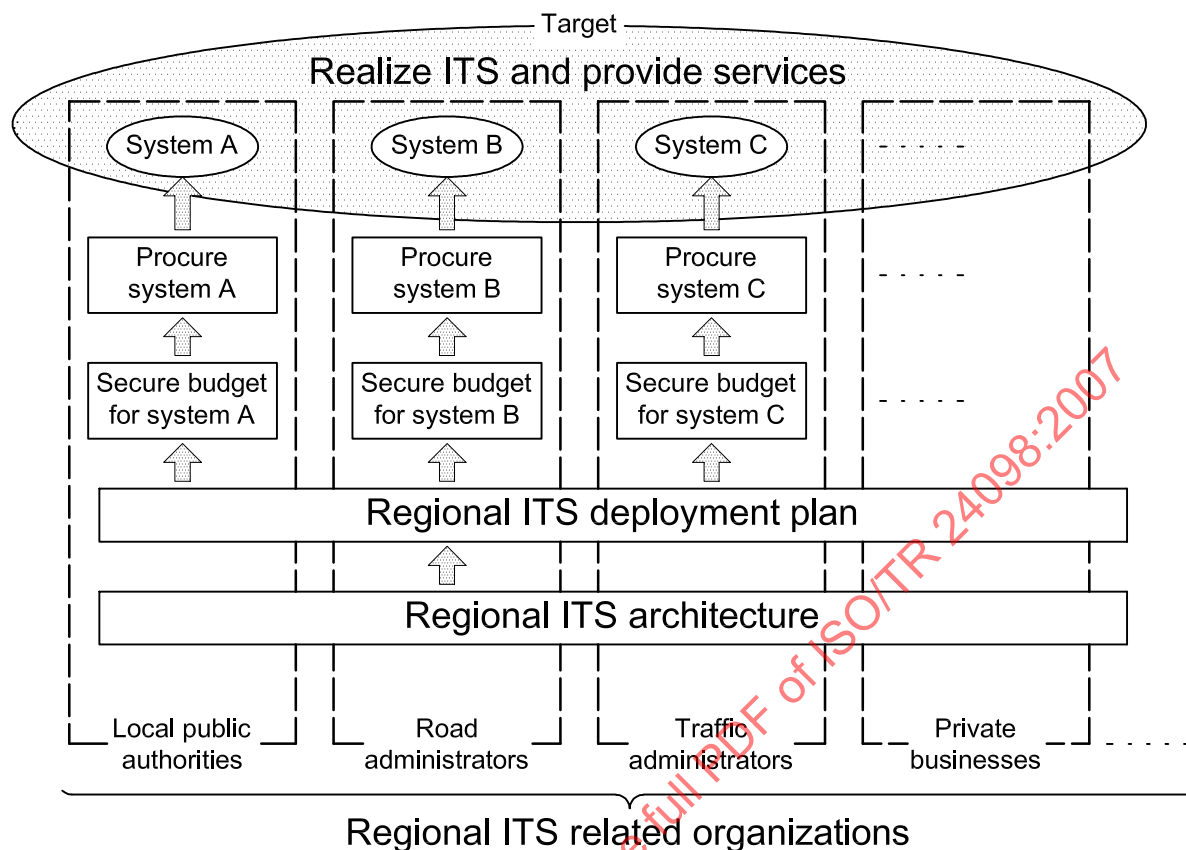 Target
Realize ITS and provide services
System A
System B
System C
- - - - -
Procure
system A
Procure
system B
Procure
system C
- - - - -
Secure budget
for system A
Secure budget
for system B
Secure budget
for system C
- - - - -
Regional ITS deployment plan
Regional ITS architecture
Local public
authorities
Road
administrators
Traffic
administrators
Private
businesses
- - - - -
Regional ITS related organizations
full PDF of ISO/TR 24098:2007